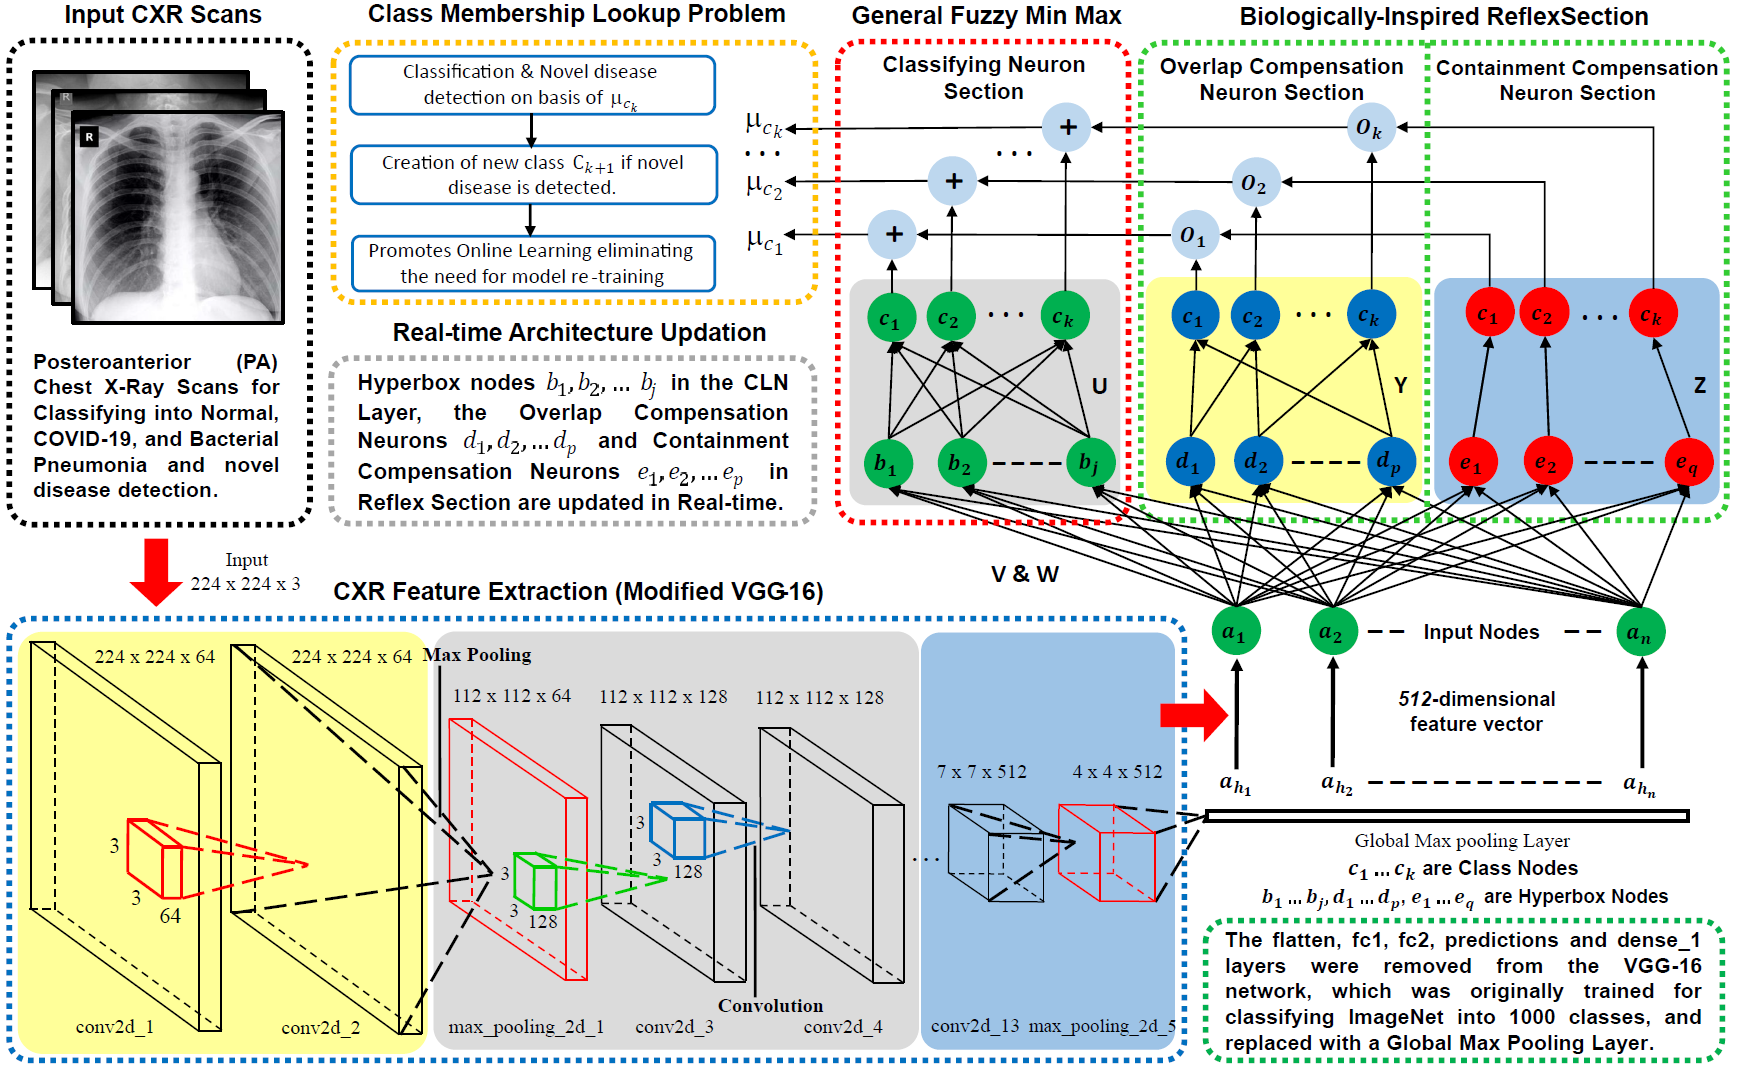 Input CXR Scans
R
R
Posteroanterior (PA)
Chest X-Ray Scans for
Classifying into Normal,
COVID-19, and Bacterial
Pneumonia and novel
disease detection.
Class Membership Lookup Problem
Classification & Novel disease
detection on basis of μ_{c_k}
Creation of new class C_{k+1} if novel
disease is detected.
Promotes Online Learning eliminating
the need for model re-training
Real-time Architecture Updation
Hyperbox nodes b_1, b_2, ... b_j in the CLN
Layer, the Overlap Compensation
Neurons d_1, d_2, ... d_p and Containment
Compensation Neurons e_1, e_2, ... e_p in
Reflex Section are updated in Real-time.
General Fuzzy Min Max
Classifying Neuron
Section
μ_{c_k} +
... ...
μ_{c_2} +
μ_{c_1} +
c_1 c_2 ... c_k
U
b_1 b_2 ---- b_j
Biologically-Inspired ReflexSection
Overlap Compensation
Neuron Section
O_k
O_2
O_1
c_1 c_2 ... c_k
Y
d_1 d_2 ---- d_p
Containment Compensation
Neuron Section
c_1 c_2 ... c_k
Z
e_1 e_2 ---- e_q
V & W
a_1 a_2 -- Input Nodes -- a_n
512-dimensional
feature vector
a_{h_1} a_{h_2} ----------- a_{h_n}
Global Max pooling Layer
c_1 ... c_k are Class Nodes
b_1 ... b_j, d_1 ... d_p, e_1 ... e_q are Hyperbox Nodes
The flatten, fc1, fc2, predictions and dense_1
layers were removed from the VGG-16
network, which was originally trained for
classifying ImageNet into 1000 classes, and
replaced with a Global Max Pooling Layer.
Input
224 x 224 x 3
CXR Feature Extraction (Modified VGG-16)
224 x 224 x 64
3
3
64
conv2d_1
224 x 224 x 64
conv2d_2
Max Pooling
112 x 112 x 64
3
3
128
max_pooling_2d_1
112 x 112 x 128
3
3
128
conv2d_3
Convolution
112 x 112 x 128
conv2d_4
...
7 x 7 x 512
conv2d_13
4 x 4 x 512
max_pooling_2d_5